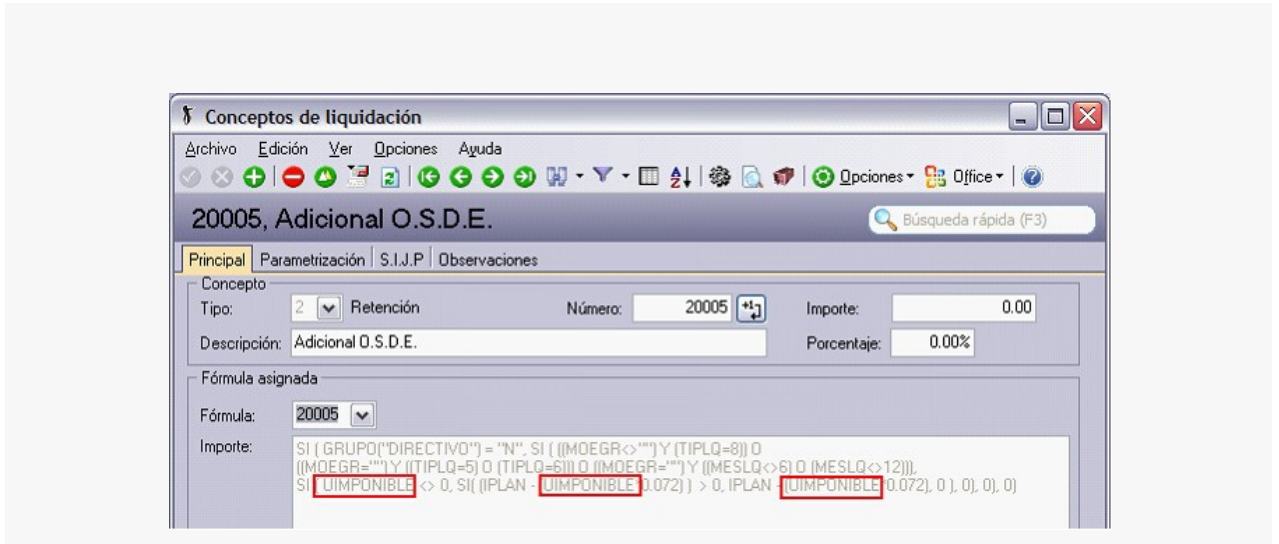 Conceptos de liquidación
Archivo Edición Ver Opciones Ayuda
Opciones Office
20005, Adicional O.S.D.E.
Búsqueda rápida (F3)
Principal Parametrización S.I.J.P Observaciones
Concepto
Tipo: 2 Retención Número: 20005 +1 Importe: 0.00
Descripción: Adicional O.S.D.E. Porcentaje: 0.00%
Fórmula asignada
Fórmula: 20005
Importe: SI ( GRUPO("DIRECTIVO") = "N", SI ( ((MOEGR<>"") Y (TIPLQ=8)) O
((MOEGR="") Y ((TIPLQ=5) O (TIPLQ=6))) O ((MOEGR="") Y ((MESLQ<>6) O (MESLQ<>12))),
SI ( UIMPONIBLE <> 0, SI( (IPLAN - (UIMPONIBLE*0.072) ) > 0, IPLAN - (UIMPONIBLE*0.072), 0 ), 0), 0), 0)